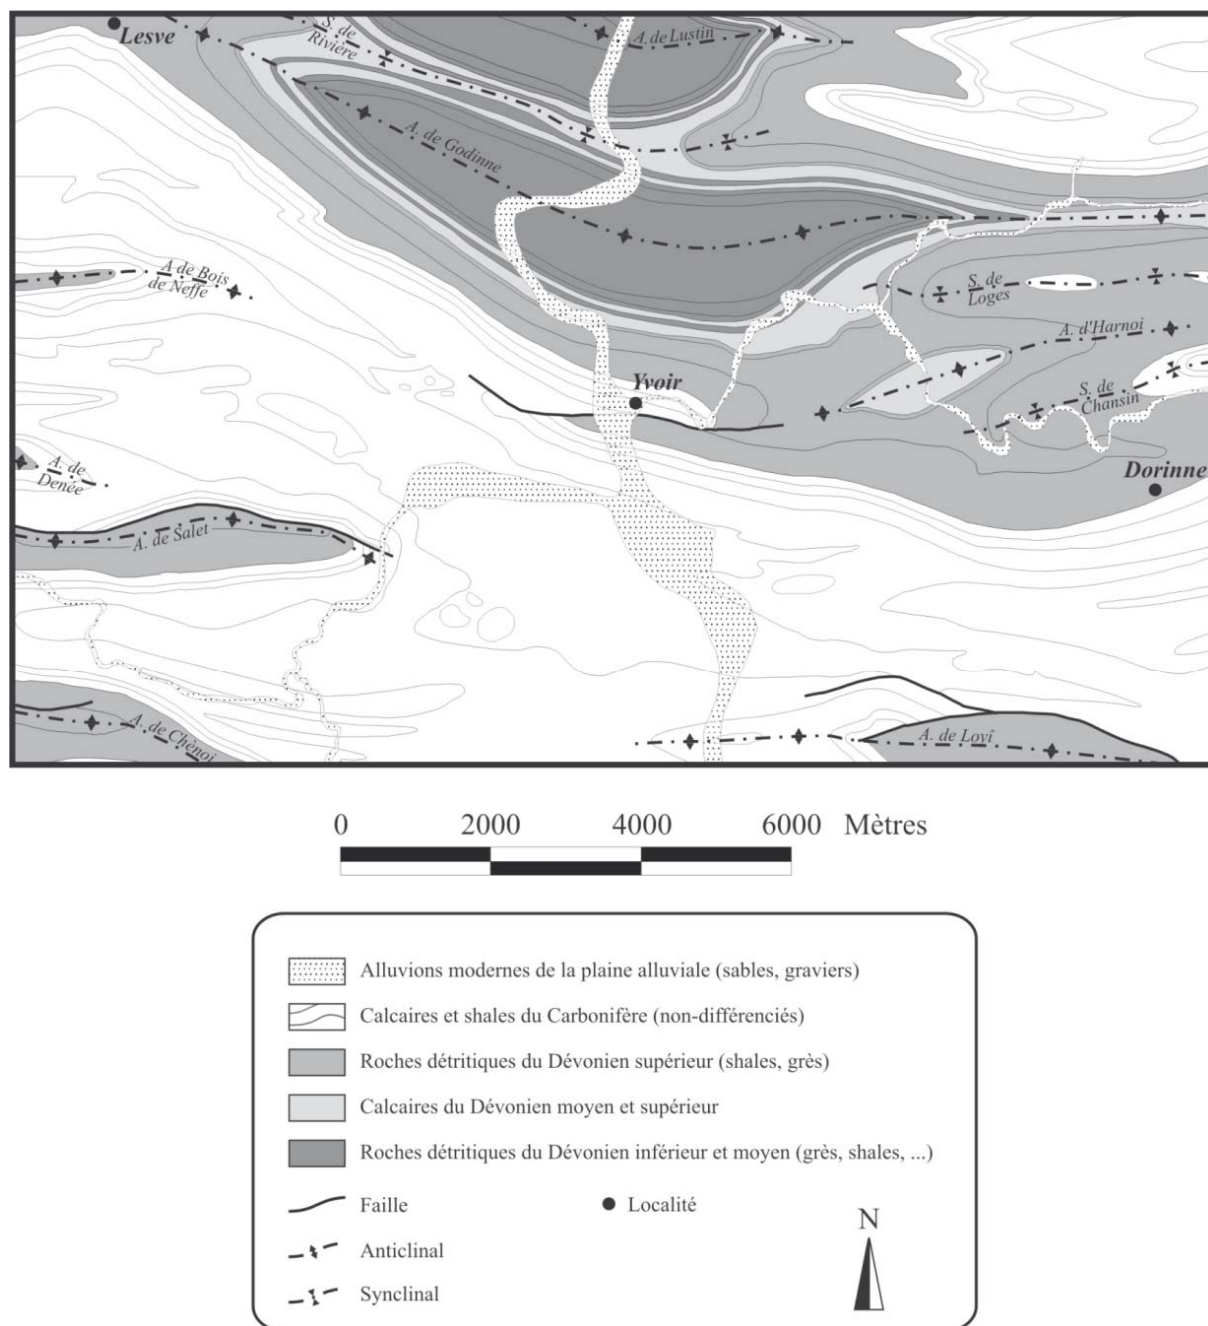 Lesve
S. de
Rivière
A. de Lustin
A. de Godinne
A de Bois
de Neffe
S. de
Loges
A. d'Harnoi
Yvoir
S. de
Chansin
A. de
Denée
Dorinne
A. de Salet
A. de Chênoi
A. de Loyï
0 2000 4000 6000 Mètres
Alluvions modernes de la plaine alluviale (sables, graviers)
Calcaires et shales du Carbonifère (non-différenciés)
Roches détritiques du Dévonien supérieur (shales, grès)
Calcaires du Dévonien moyen et supérieur
Roches détritiques du Dévonien inférieur et moyen (grès, shales, ...)
Faille
Localité
N
Anticlinal
Synclinal